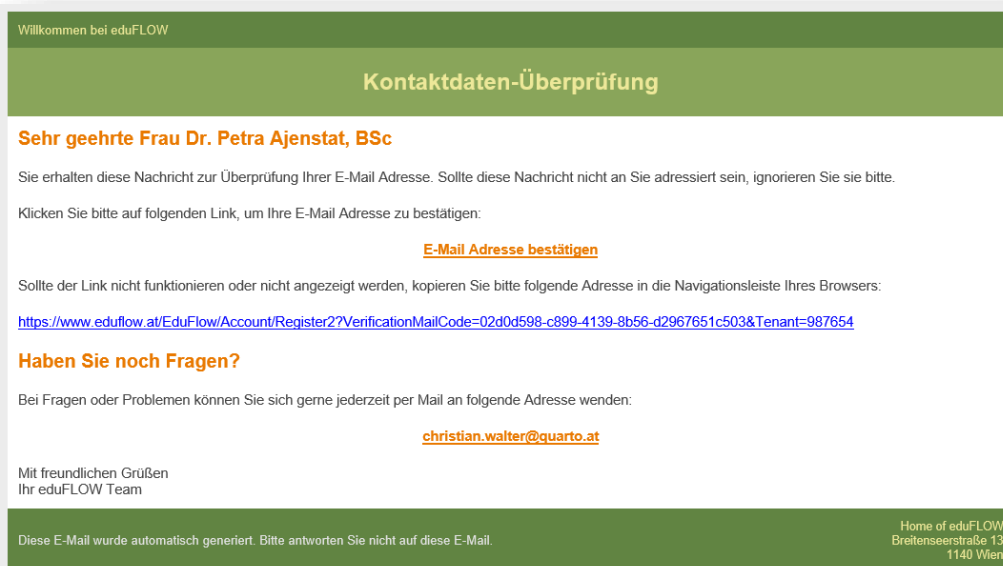 Willkommen bei eduFLOW
Kontaktdaten-Überprüfung
Sehr geehrte Frau Dr. Petra Ajenstat, BSc
Sie erhalten diese Nachricht zur Überprüfung Ihrer E-Mail Adresse. Sollte diese Nachricht nicht an Sie adressiert sein, ignorieren Sie sie bitte.
Klicken Sie bitte auf folgenden Link, um Ihre E-Mail Adresse zu bestätigen:
E-Mail Adresse bestätigen
Sollte der Link nicht funktionieren oder nicht angezeigt werden, kopieren Sie bitte folgende Adresse in die Navigationsleiste Ihres Browsers:
https://www.eduflow.at/EduFlow/Account/Register2?VerificationMailCode=02d0d598-c899-4139-8b56-d2967651c503&Tenant=987654
Haben Sie noch Fragen?
Bei Fragen oder Problemen können Sie sich gerne jederzeit per Mail an folgende Adresse wenden:
christian.walter@quarto.at
Mit freundlichen Grüßen
Ihr eduFLOW Team
Diese E-Mail wurde automatisch generiert. Bitte antworten Sie nicht auf diese E-Mail.
Home of eduFLOW
Breitenseerstraße 13
1140 Wien